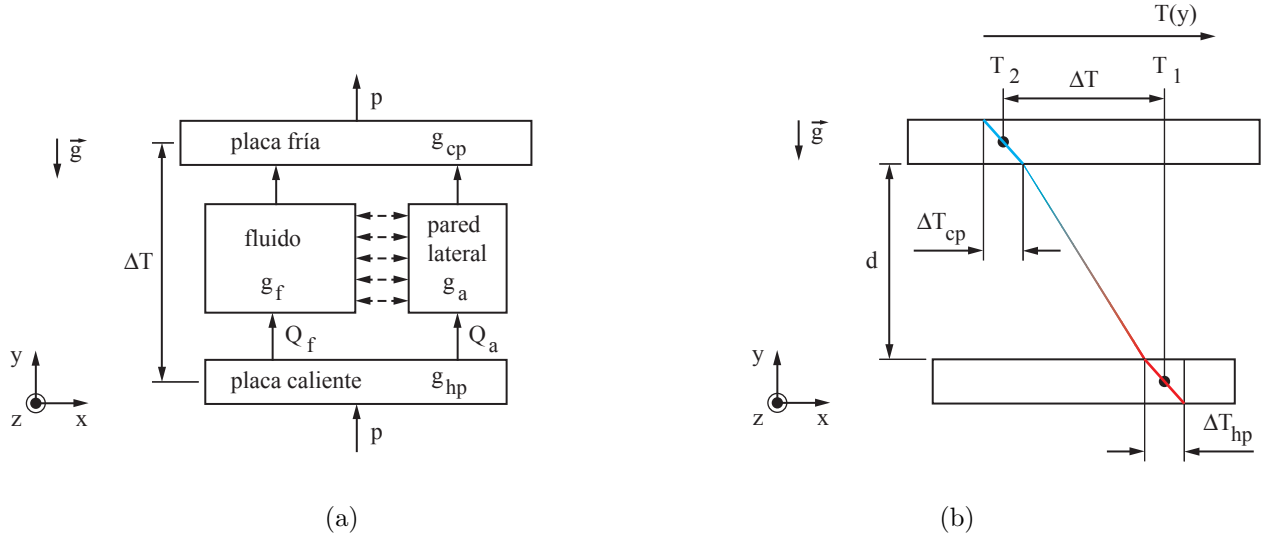 p
g
placa fría g_cp
fluido
g_f
pared
lateral
g_a
ΔT
Q_f
Q_a
placa caliente g_hp
p
y
z
x
(a)
T(y)
T_2
ΔT
T_1
g
ΔT_cp
d
ΔT_hp
y
z
x
(b)